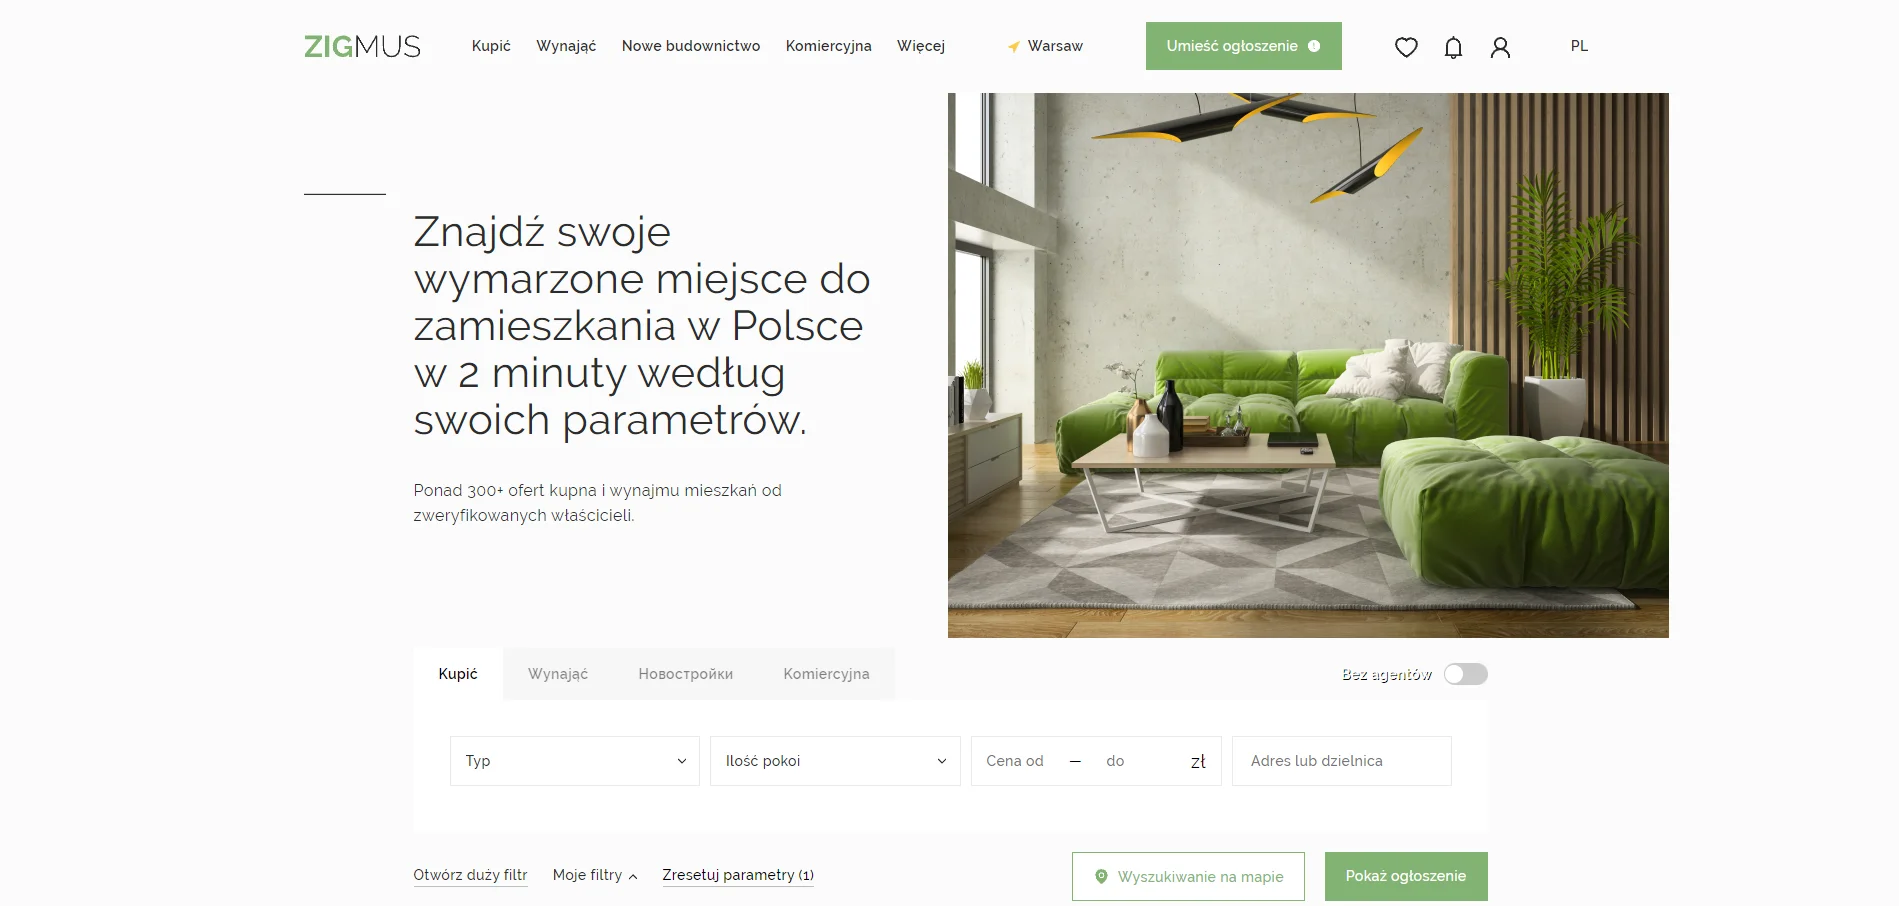 ZIGMUS
Kupić Wynająć Nowe budownictwo Komiercyjna Więcej Warsaw Umieść ogłoszenie PL
Znajdź swoje
wymarzone miejsce do
zamieszkania w Polsce
w 2 minuty według
swoich parametrów.
Ponad 300+ ofert kupna i wynajmu mieszkań od
zweryfikowanych właścicieli.
Kupić Wynająć Новостройки Komiercyjna Bez agentów
Typ Ilość pokoi Cena od — do zł Adres lub dzielnica
Otwórz duży filtr Moje filtry Zresetuj parametry (1) Wyszukiwanie na mapie Pokaż ogłoszenie